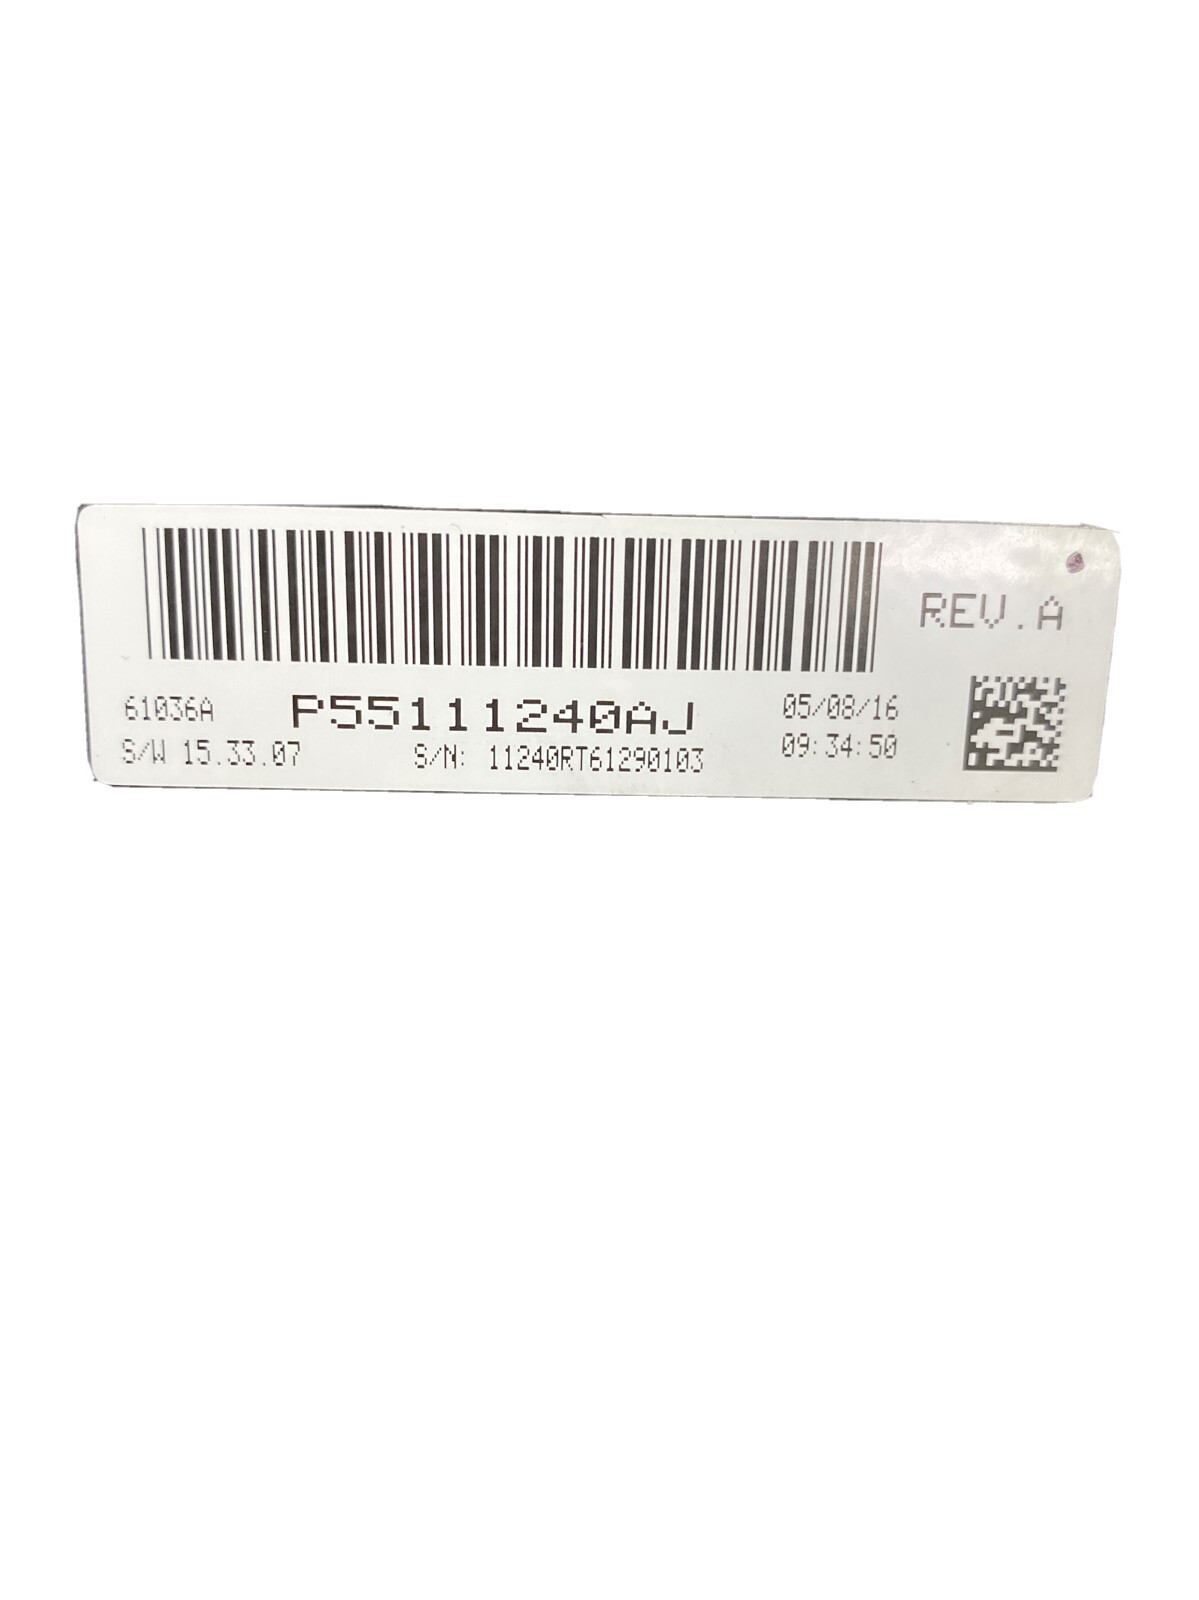 REV.A
61036A P55111240AJ 05/08/16
S/W 15.33.07 S/N: 11240RT61290103 09:34:50